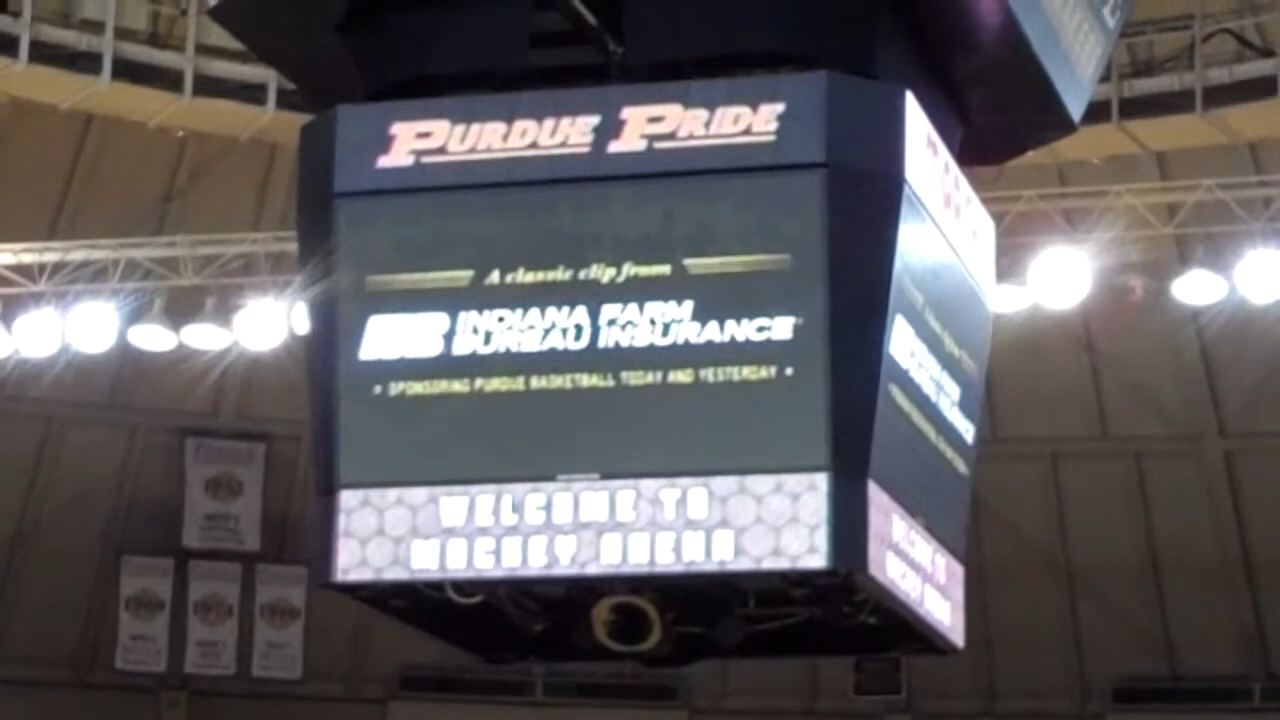 PURDUE PRIDE
A classic clip from
INDIANA FARM
BUREAU INSURANCE
• SPONSORING PURDUE BASKETBALL TODAY AND YESTERDAY •
WELCOME TO
MACKEY ARENA